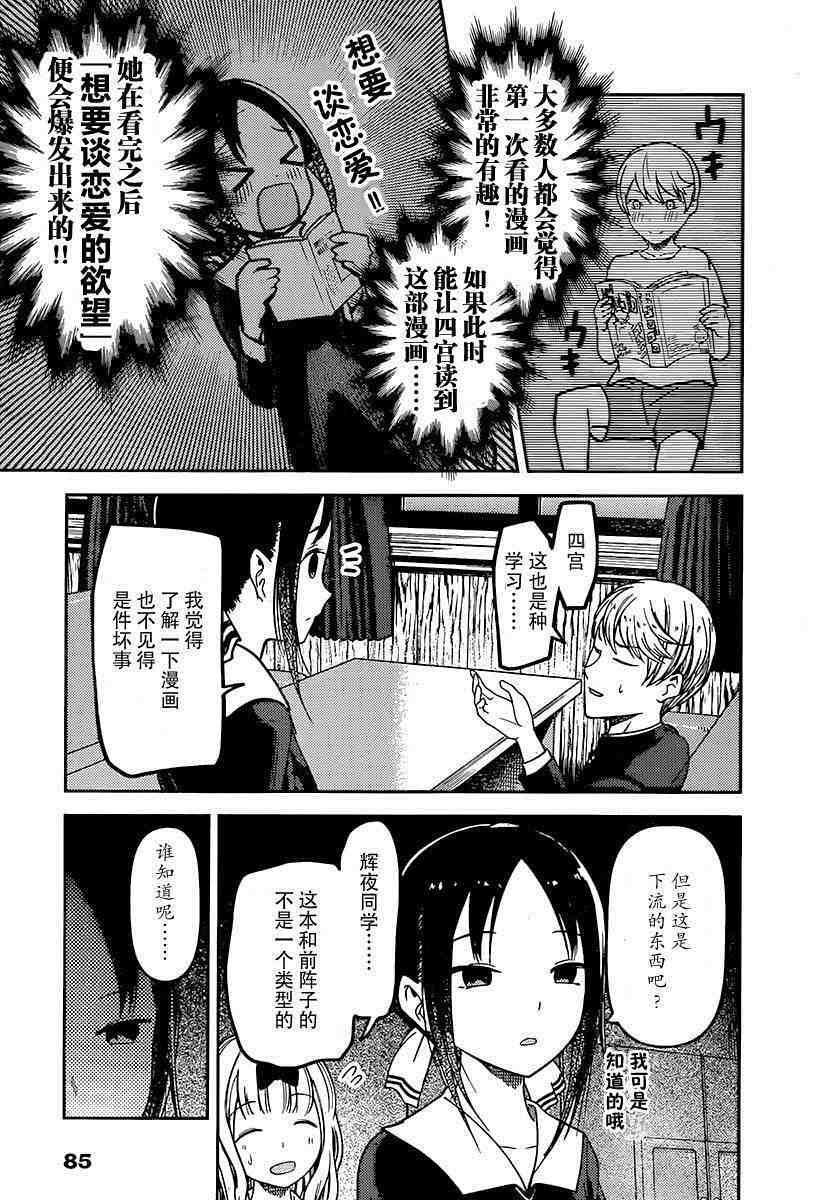 大多数人都会觉得
第一次看的漫画
非常的有趣！
ウキ
ウキ
如果此时
能让四宫读到
这部漫画……
想要
谈恋爱!!
她在看完之后
「想要谈恋爱的欲望」
便会爆发出来的!!
四宫
这也是种
学习……
我觉得
了解一下漫画
也不见得
是件坏事
但是这是
下流的东西吧？
我可是
知道的哦
辉夜同学
这本和前阵子的
不是一个类型的
谁知道呢……
85